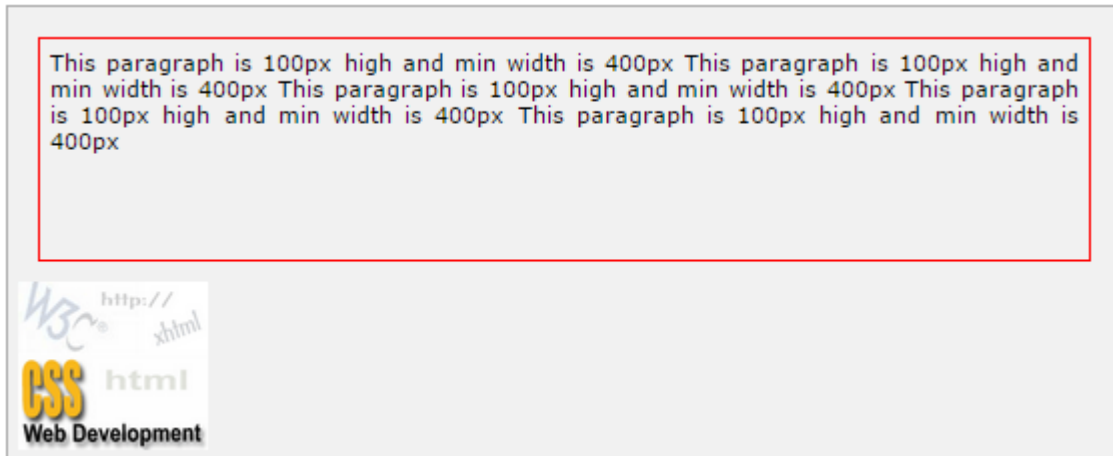 This paragraph is 100px high and min width is 400px This paragraph is 100px high and
min width is 400px This paragraph is 100px high and min width is 400px This paragraph
is 100px high and min width is 400px This paragraph is 100px high and min width is
400px
W3C®
http://
xhtml
CSS
html
Web Development